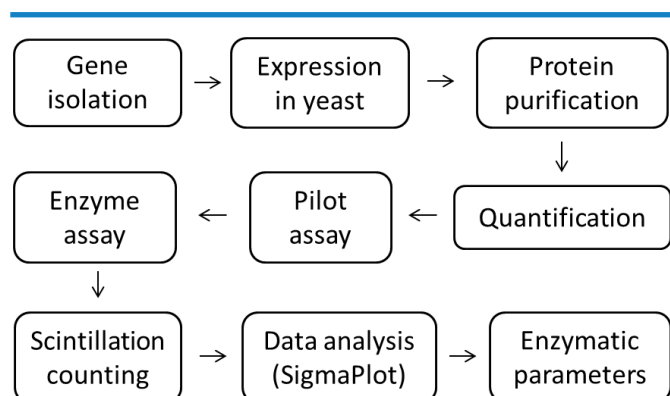 Gene
isolation
Expression
in yeast
Protein
purification
Quantification
Pilot
assay
Enzyme
assay
Scintillation
counting
Data analysis
(SigmaPlot)
Enzymatic
parameters